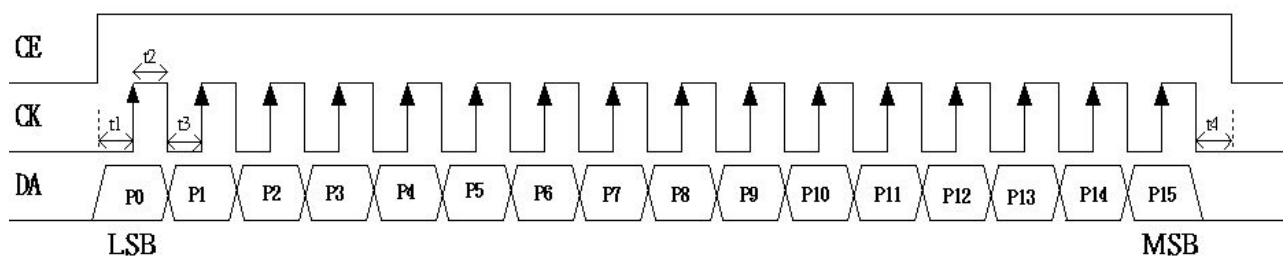 CE
t2
CK
t1
t3
t4
DA
P0 P1 P2 P3 P4 P5 P6 P7 P8 P9 P10 P11 P12 P13 P14 P15
LSB MSB